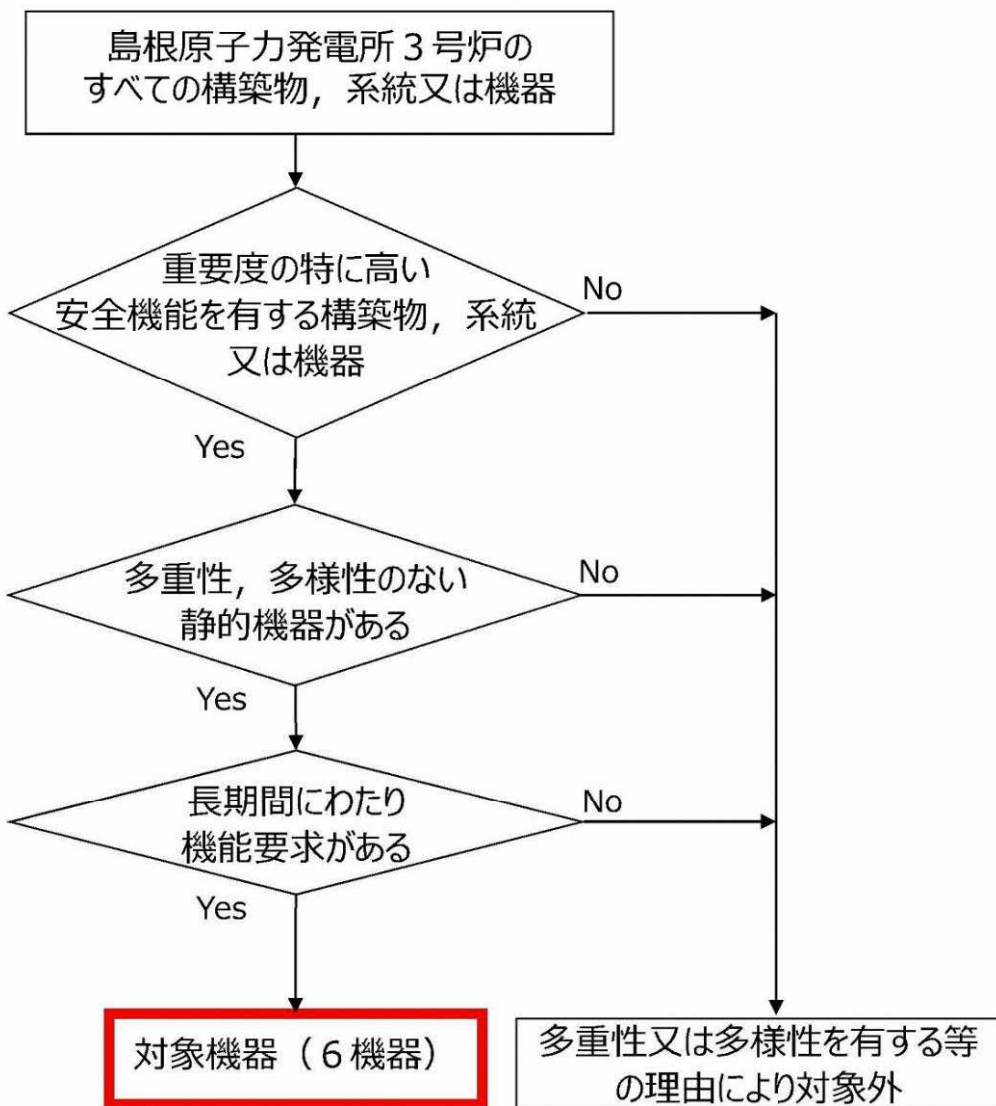 島根原子力発電所3号炉の
すべての構築物，系統又は機器
重要度の特に高い
安全機能を有する構築物，系統
又は機器
No
Yes
多重性，多様性のない
静的機器がある
No
Yes
長期間にわたり
機能要求がある
No
Yes
対象機器（6機器）
多重性又は多様性を有する等
の理由により対象外